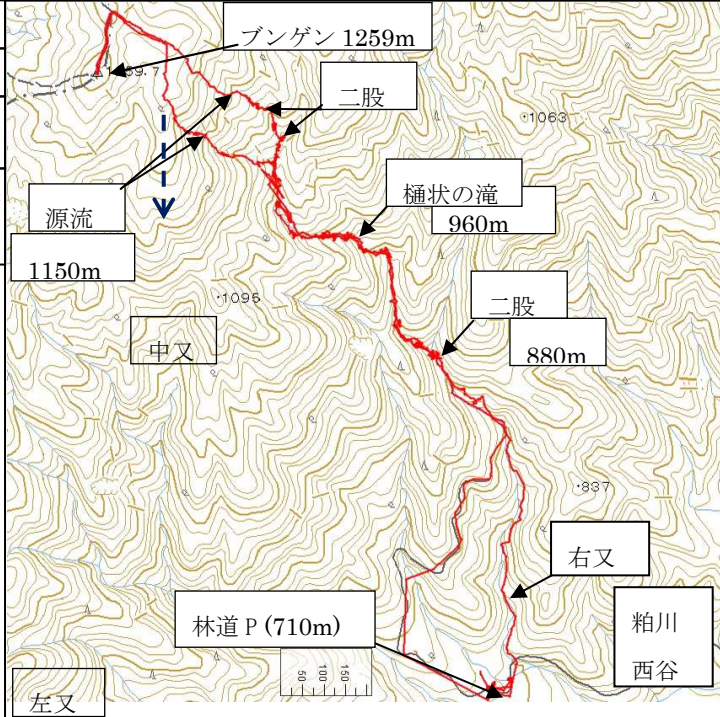 ブンゲン 1259m
二股
・1063
源流
1150m
樋状の滝
960m
・1095
二股
880m
中又
・837
右又
粕川
西谷
林道 P (710m)
50 100 150
左又